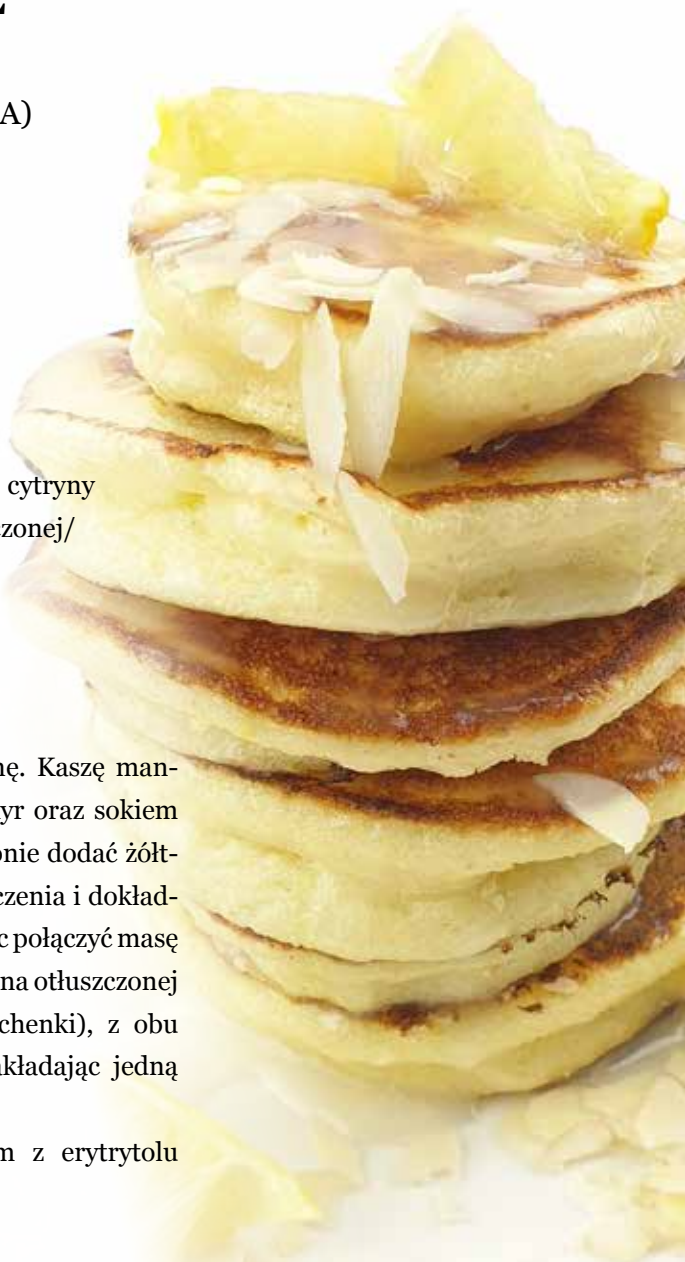 A)
cytryny
zonej/
nę. Kaszę man-
yr oraz sokiem
onie dodać żółt-
czenia i dokład-
c połączyć masę
na otłuszczonej
chenki), z obu
kładając jedną
m z erytrytolu